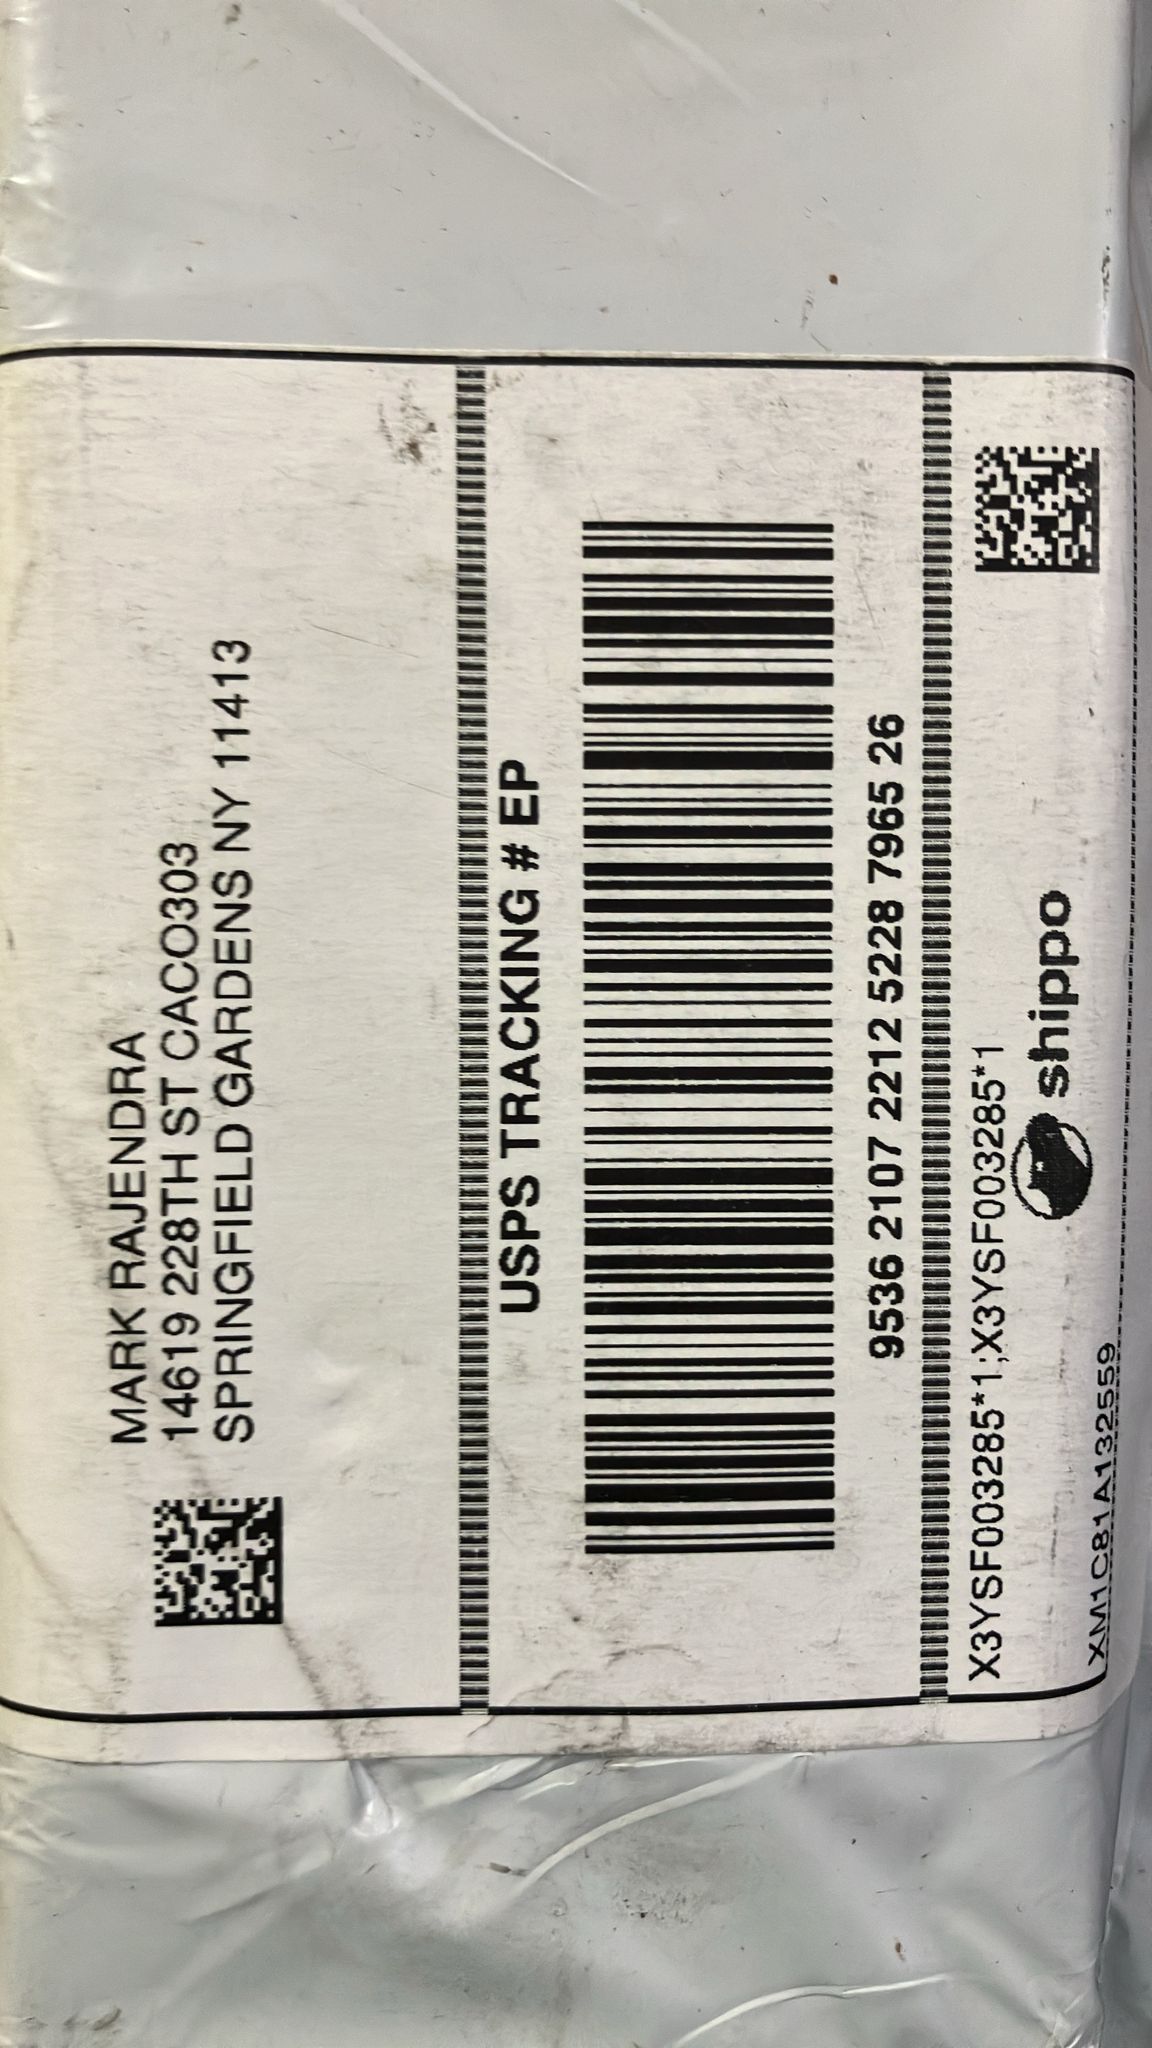 MARK RAJENDRA
14619 228TH ST CACO303
SPRINGFIELD GARDENS NY 11413
USPS TRACKING # EP
9536 2107 2212 5228 7965 26
X3YSF003285*1;X3YSF003285*1
shippo
XM1C81A132559